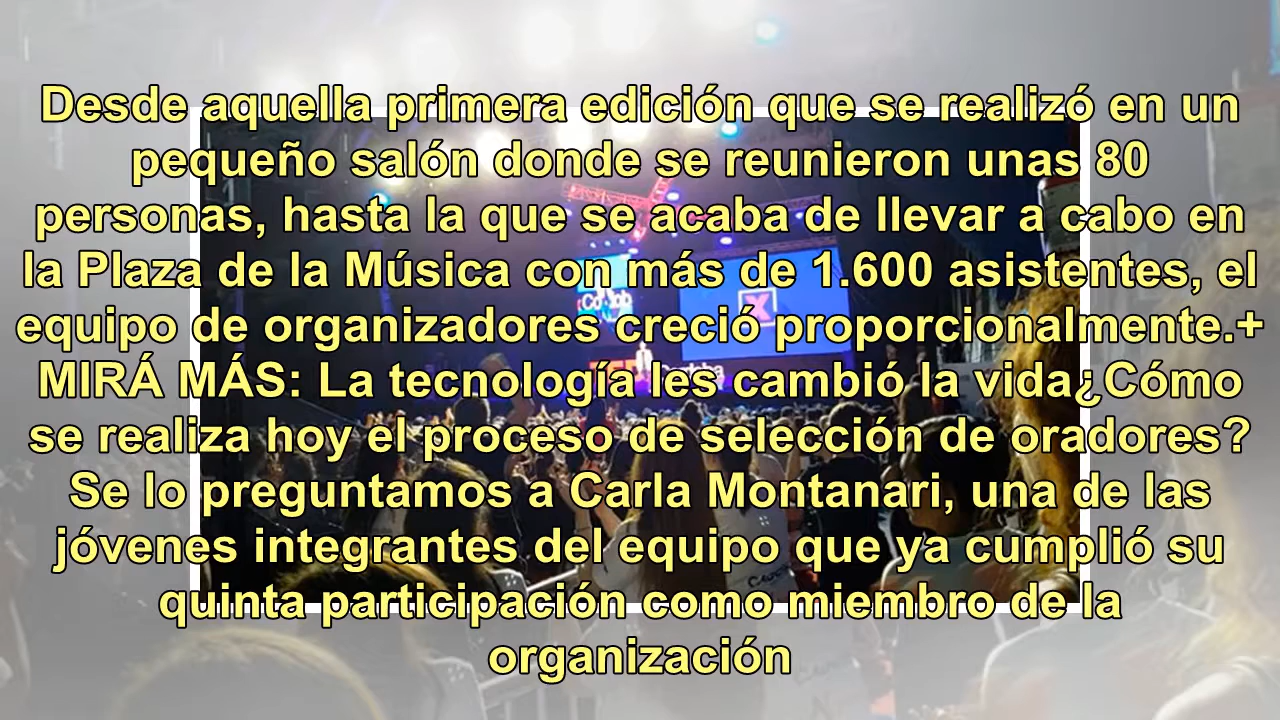 Desde aquella primera edición que se realizó en un
pequeño salón donde se reunieron unas 80
personas, hasta la que se acaba de llevar a cabo en
la Plaza de la Música con más de 1.600 asistentes, el
equipo de organizadores creció proporcionalmente.+
MIRÁ MÁS: La tecnología les cambió la vida¿Cómo
se realiza hoy el proceso de selección de oradores?
Se lo preguntamos a Carla Montanari, una de las
jóvenes integrantes del equipo que ya cumplió su
quinta participación como miembro de la
organización